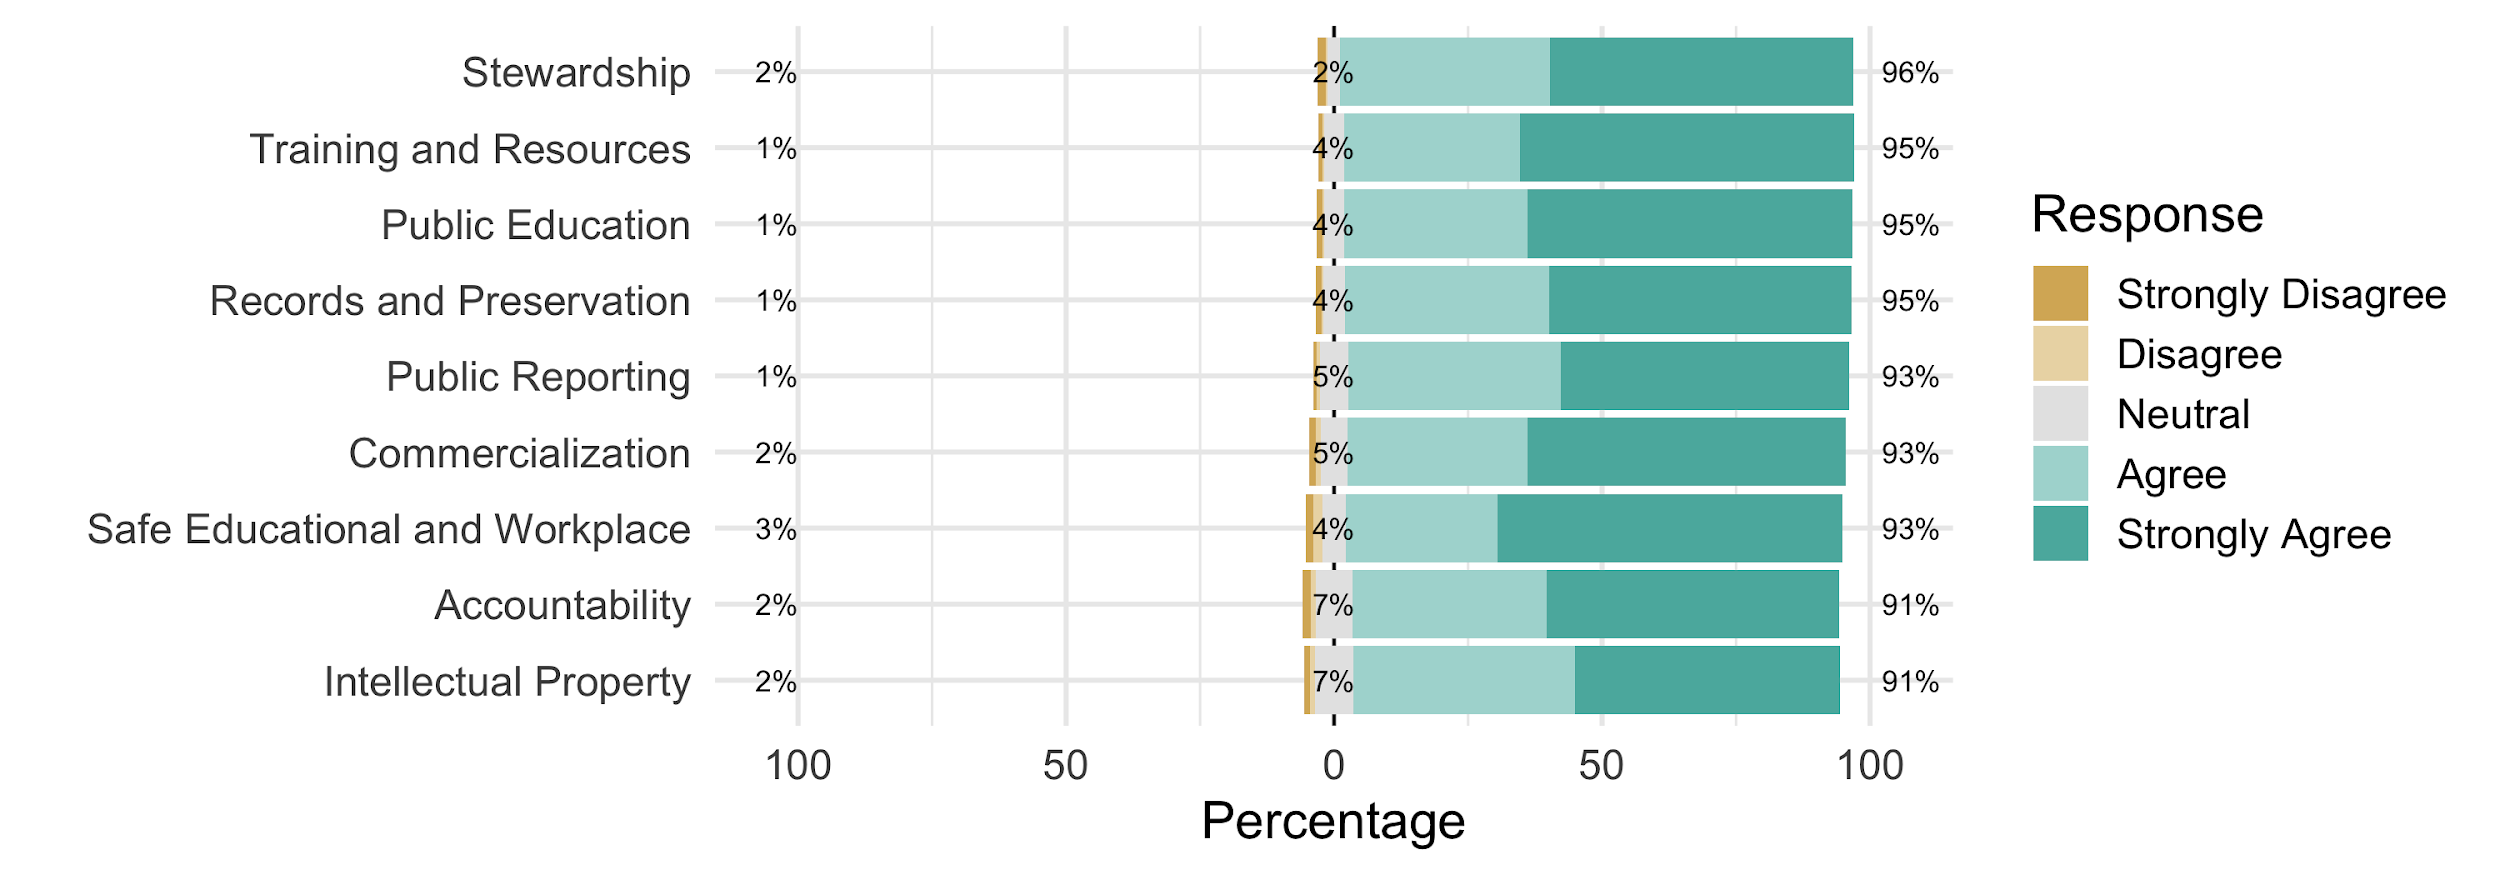 Stewardship 2% 2% 96%
Training and Resources 1% 4% 95%
Public Education 1% 4% 95%
Records and Preservation 1% 4% 95%
Public Reporting 1% 5% 93%
Commercialization 2% 5% 93%
Safe Educational and Workplace 3% 4% 93%
Accountability 2% 7% 91%
Intellectual Property 2% 7% 91%
100 50 0 50 100
Percentage
Response
Strongly Disagree
Disagree
Neutral
Agree
Strongly Agree